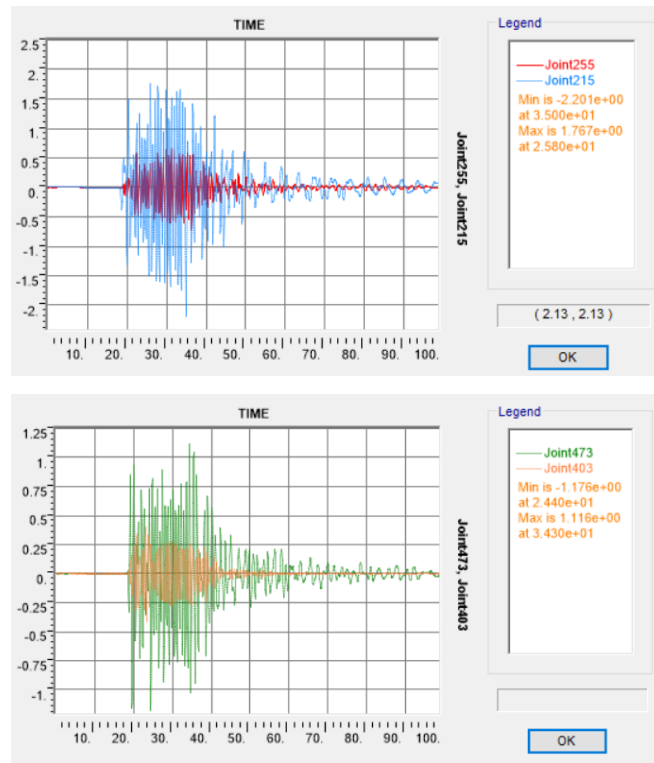 TIME
Legend
2.5
2.
1.5
1.
0.5
0.
-0.5
-1.
-1.5
-2.
10. 20. 30. 40. 50. 60. 70. 80. 90. 100.
Joint255, Joint215
Joint255
Joint215
Min is -2.201e+00
at 3.500e+01
Max is 1.767e+00
at 2.580e+01
( 2.13 , 2.13 )
OK
TIME
Legend
1.25
1.
0.75
0.5
0.25
0.
-0.25
-0.5
-0.75
-1.
10. 20. 30. 40. 50. 60. 70. 80. 90. 100.
Joint473, Joint403
Joint473
Joint403
Min is -1.176e+00
at 2.440e+01
Max is 1.116e+00
at 3.430e+01
OK